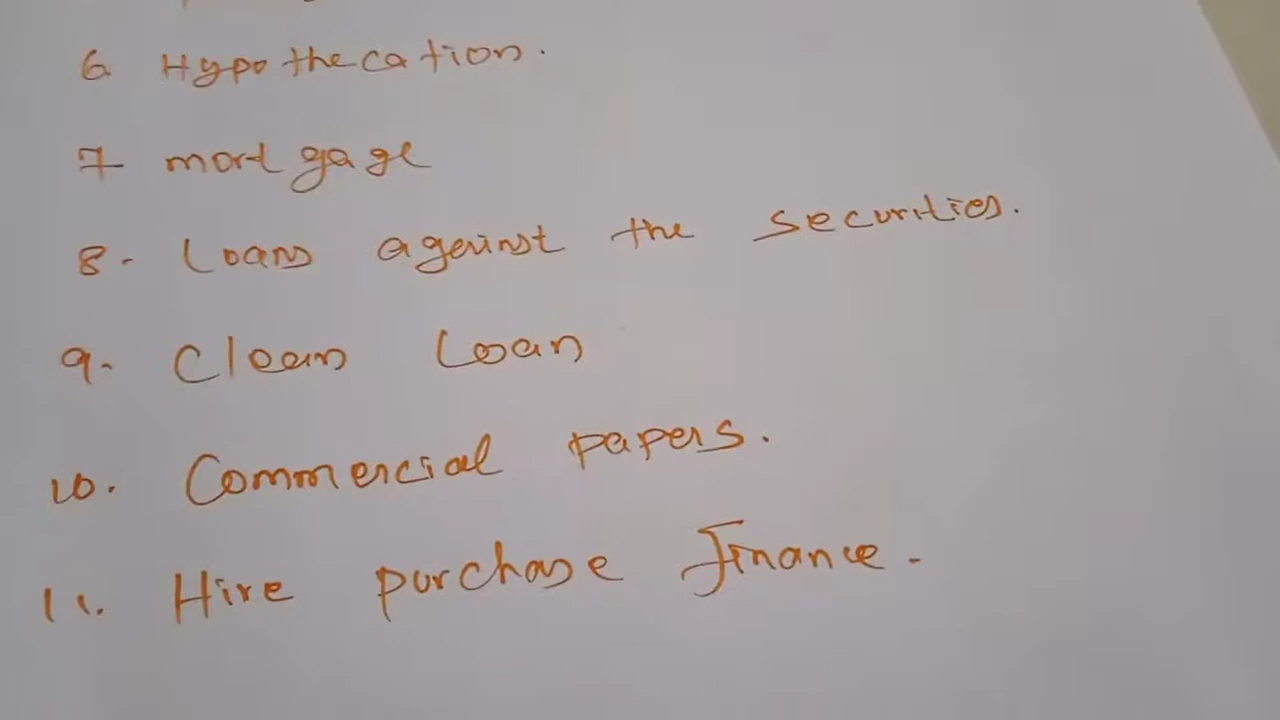 6 Hypothecation.
7 mortgage
8. Loans against the securities.
9. Clean Loan
10. Commercial papers.
11. Hire purchase finance.